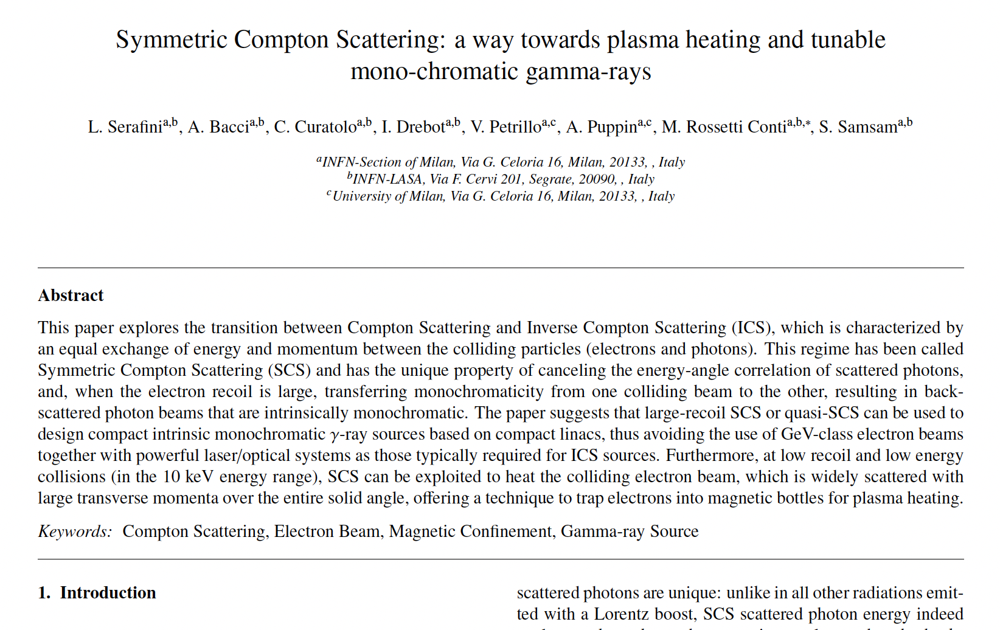 Symmetric Compton Scattering: a way towards plasma heating and tunable
mono-chromatic gamma-rays
L. Serafini^a,b, A. Bacci^a,b, C. Curatolo^a,b, I. Drebot^a,b, V. Petrillo^a,c, A. Puppin^a,c, M. Rossetti Conti^a,b,*, S. Samsam^a,b
^a INFN-Section of Milan, Via G. Celoria 16, Milan, 20133, , Italy
^b INFN-LASA, Via F. Cervi 201, Segrate, 20090, , Italy
^c University of Milan, Via G. Celoria 16, Milan, 20133, , Italy
Abstract
This paper explores the transition between Compton Scattering and Inverse Compton Scattering (ICS), which is characterized by
an equal exchange of energy and momentum between the colliding particles (electrons and photons). This regime has been called
Symmetric Compton Scattering (SCS) and has the unique property of canceling the energy-angle correlation of scattered photons,
and, when the electron recoil is large, transferring monochromaticity from one colliding beam to the other, resulting in back-
scattered photon beams that are intrinsically monochromatic. The paper suggests that large-recoil SCS or quasi-SCS can be used to
design compact intrinsic monochromatic γ-ray sources based on compact linacs, thus avoiding the use of GeV-class electron beams
together with powerful laser/optical systems as those typically required for ICS sources. Furthermore, at low recoil and low energy
collisions (in the 10 keV energy range), SCS can be exploited to heat the colliding electron beam, which is widely scattered with
large transverse momenta over the entire solid angle, offering a technique to trap electrons into magnetic bottles for plasma heating.
Keywords: Compton Scattering, Electron Beam, Magnetic Confinement, Gamma-ray Source
1. Introduction
scattered photons are unique: unlike in all other radiations emit-
ted with a Lorentz boost, SCS scattered photon energy indeed